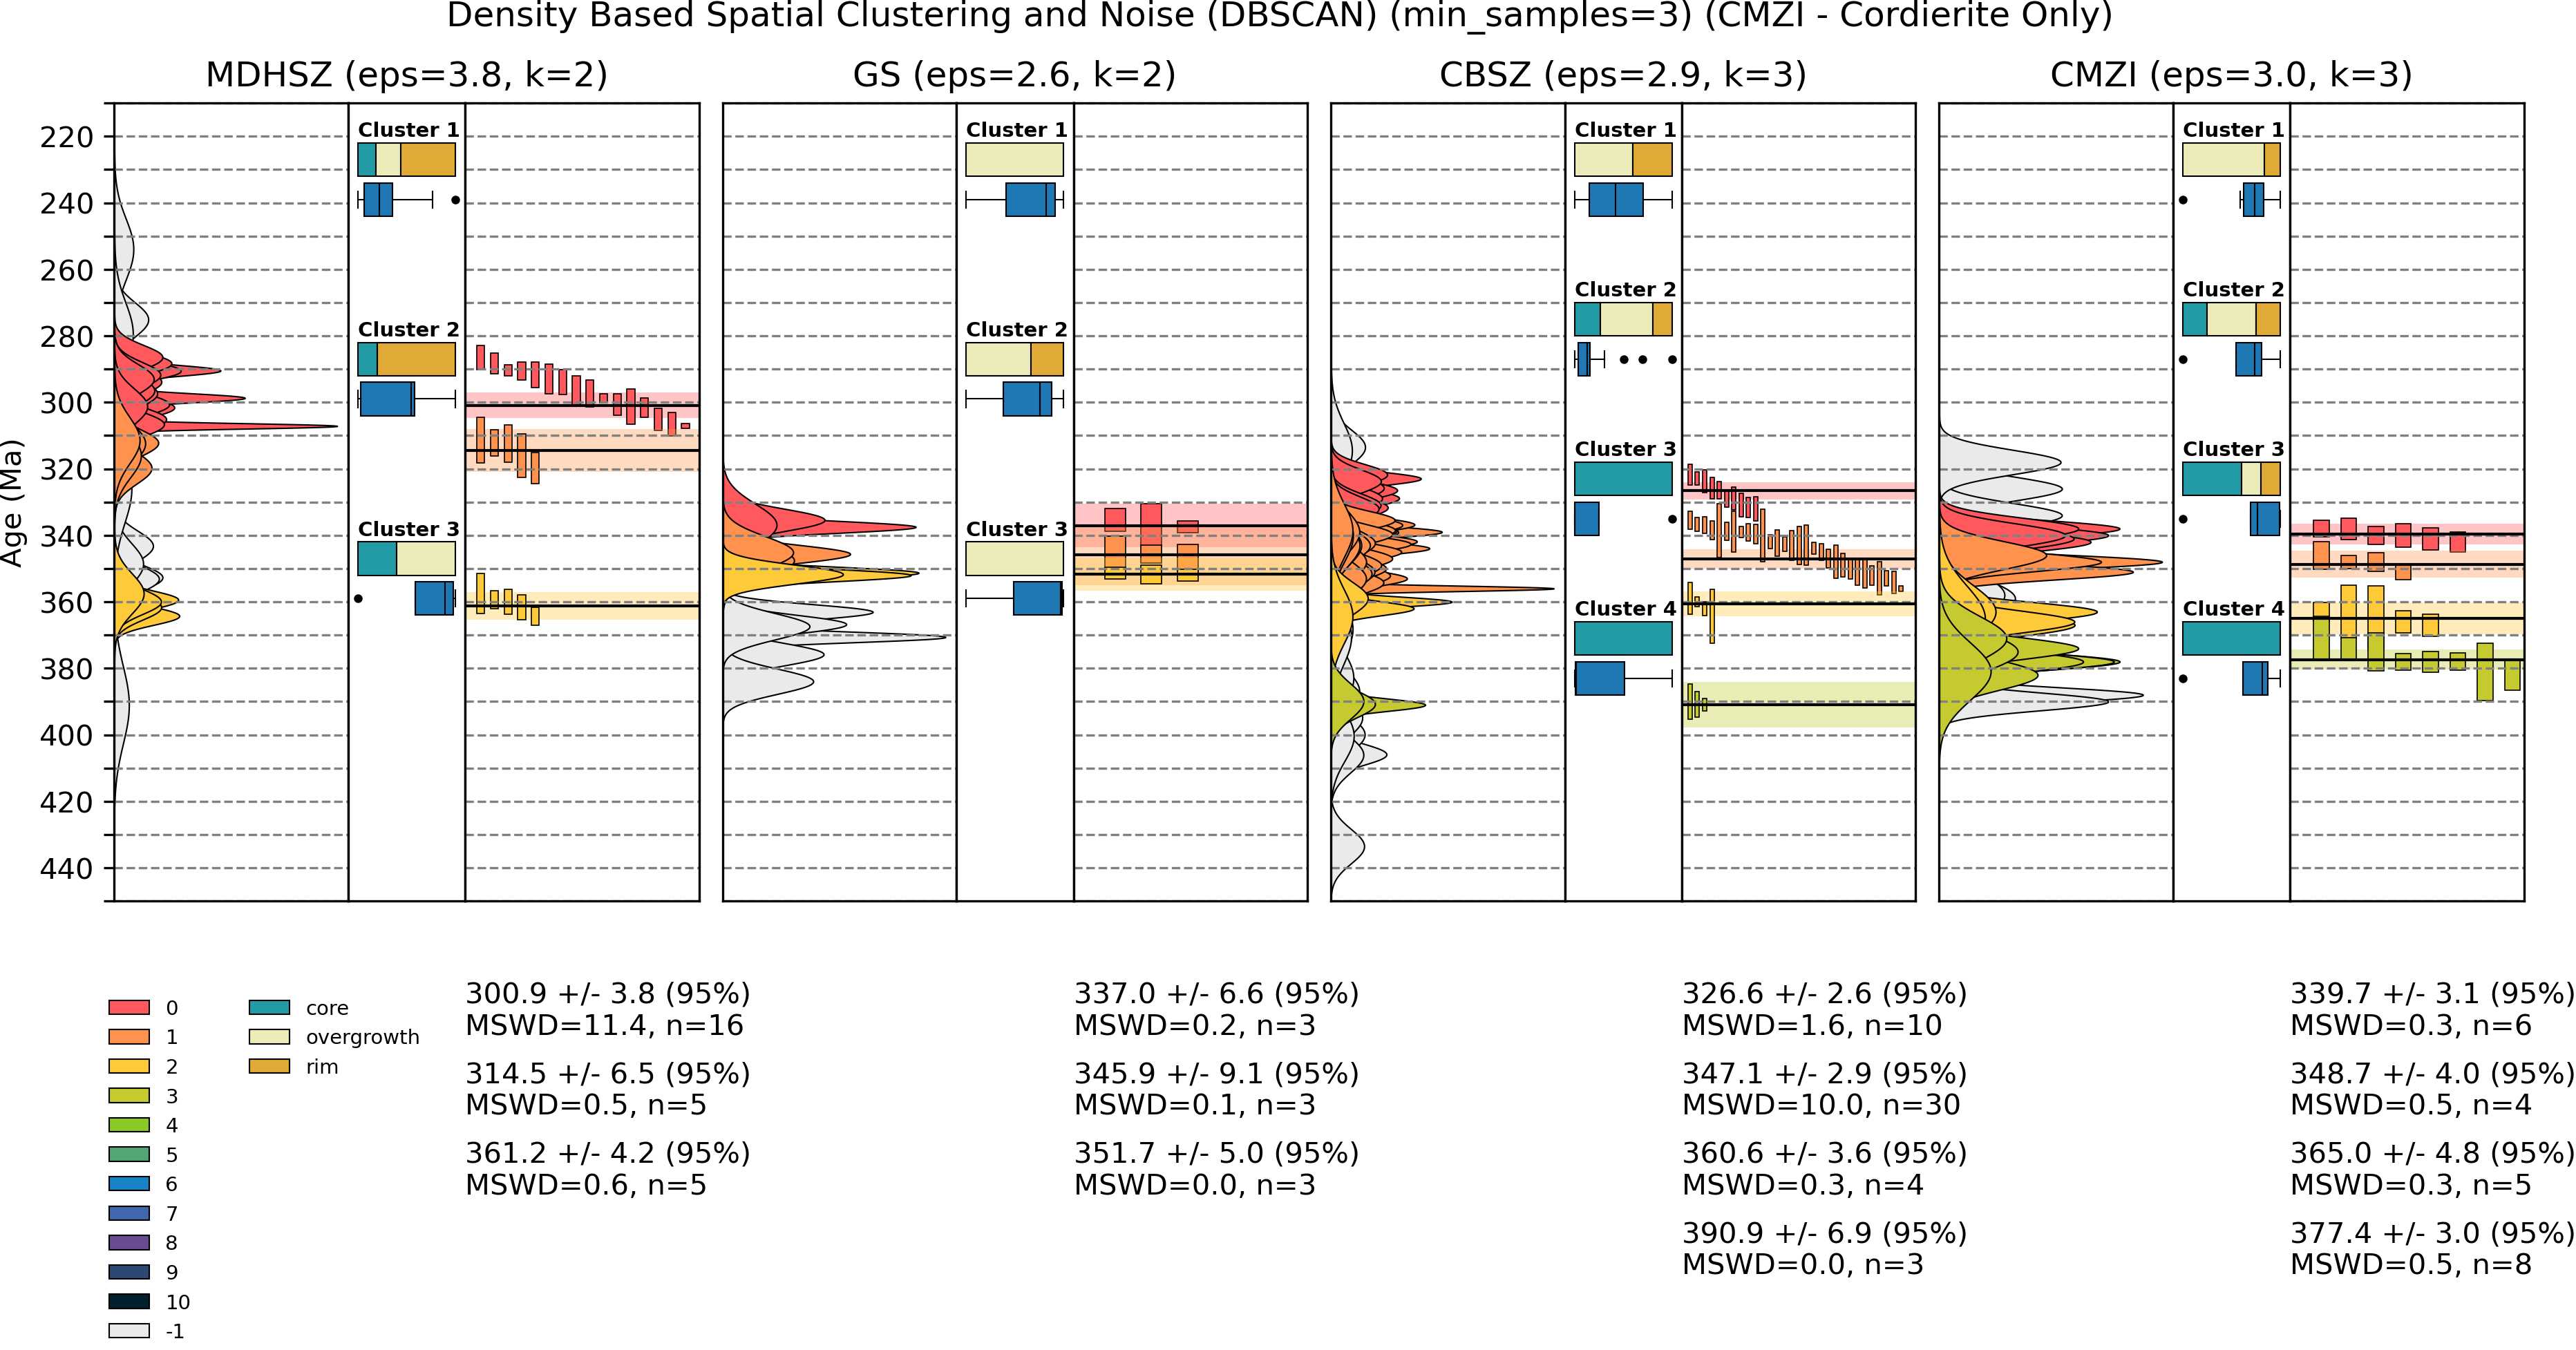 Density Based Spatial Clustering and Noise (DBSCAN) (min_samples=3) (CMZI - Cordierite Only)
MDHSZ (eps=3.8, k=2)
GS (eps=2.6, k=2)
CBSZ (eps=2.9, k=3)
CMZI (eps=3.0, k=3)
Age (Ma)
220
240
260
280
300
320
340
360
380
400
420
440
Cluster 1
Cluster 2
Cluster 3
Cluster 1
Cluster 2
Cluster 3
Cluster 1
Cluster 2
Cluster 3
Cluster 4
Cluster 1
Cluster 2
Cluster 3
Cluster 4
0
1
2
3
4
5
6
7
8
9
10
-1
core
overgrowth
rim
300.9 +/- 3.8 (95%)
MSWD=11.4, n=16
314.5 +/- 6.5 (95%)
MSWD=0.5, n=5
361.2 +/- 4.2 (95%)
MSWD=0.6, n=5
337.0 +/- 6.6 (95%)
MSWD=0.2, n=3
345.9 +/- 9.1 (95%)
MSWD=0.1, n=3
351.7 +/- 5.0 (95%)
MSWD=0.0, n=3
326.6 +/- 2.6 (95%)
MSWD=1.6, n=10
347.1 +/- 2.9 (95%)
MSWD=10.0, n=30
360.6 +/- 3.6 (95%)
MSWD=0.3, n=4
390.9 +/- 6.9 (95%)
MSWD=0.0, n=3
339.7 +/- 3.1 (95%)
MSWD=0.3, n=6
348.7 +/- 4.0 (95%)
MSWD=0.5, n=4
365.0 +/- 4.8 (95%)
MSWD=0.3, n=5
377.4 +/- 3.0 (95%)
MSWD=0.5, n=8